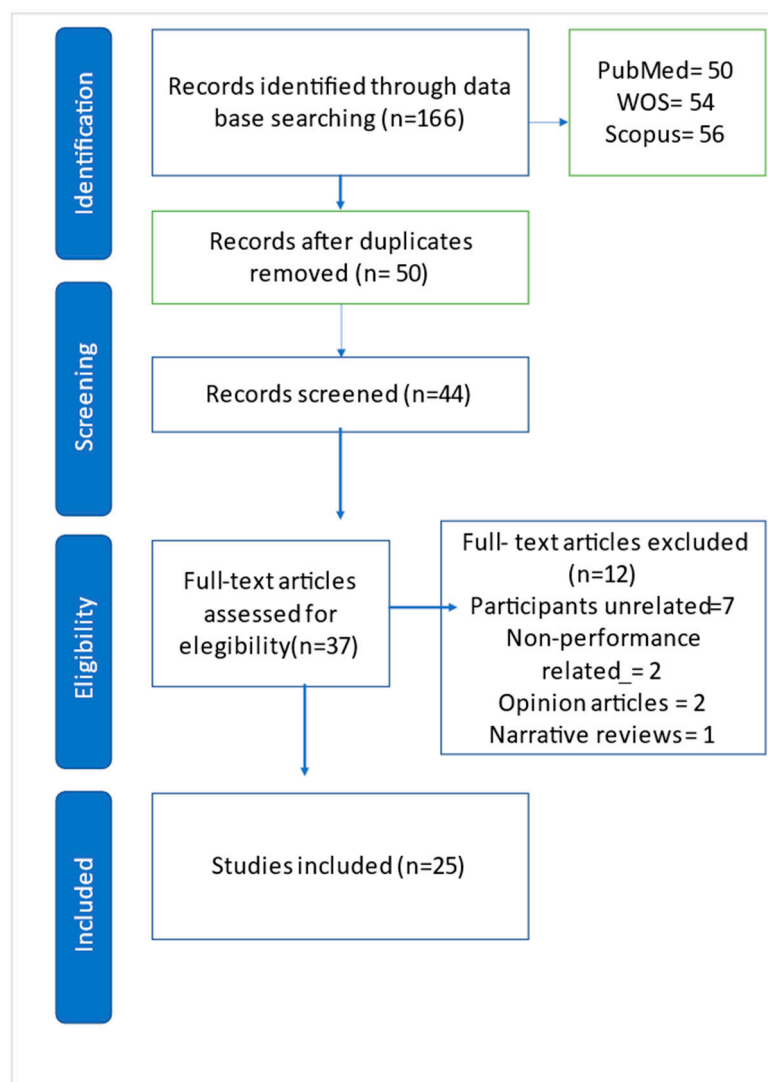 Identification
Records identified through data
base searching (n=166)
PubMed= 50
WOS= 54
Scopus= 56
Records after duplicates
removed (n= 50)
Screening
Records screened (n=44)
Eligibility
Full-text articles
assessed for
elegibility(n=37)
Full- text articles excluded
(n=12)
Participants unrelated=7
Non-performance
related_= 2
Opinion articles = 2
Narrative reviews= 1
Included
Studies included (n=25)